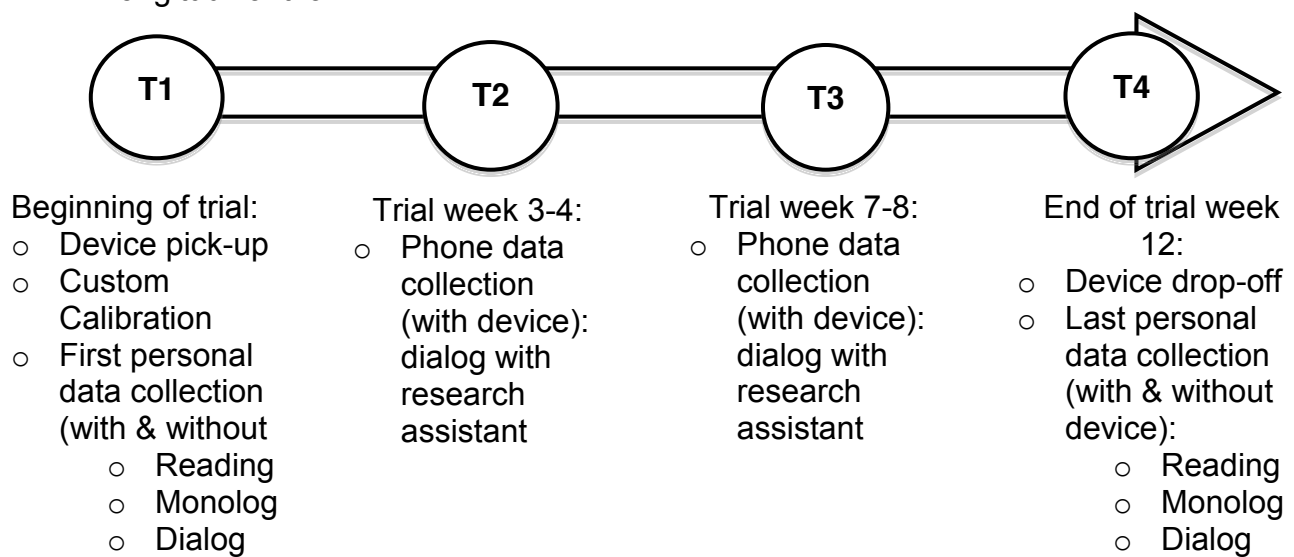 T1
T2
T3
T4
Beginning of trial:
○ Device pick-up
○ Custom
Calibration
○ First personal
data collection
(with & without
○ Reading
○ Monolog
○ Dialog
Trial week 3-4:
○ Phone data
collection
(with device):
dialog with
research
assistant
Trial week 7-8:
○ Phone data
collection
(with device):
dialog with
research
assistant
End of trial week
12:
○ Device drop-off
○ Last personal
data collection
(with & without
device):
○ Reading
○ Monolog
○ Dialog